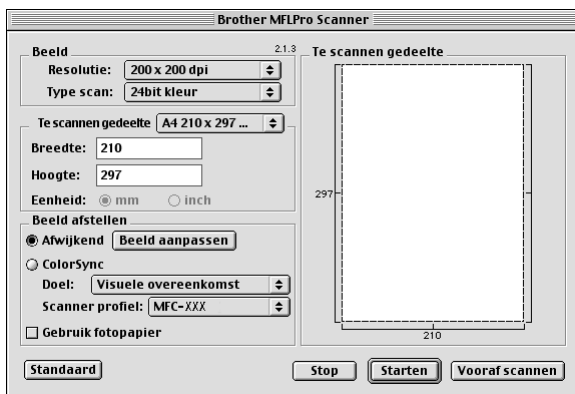 Brother MFLPro Scanner
Beeld
2.1.3
Resolutie: 200 x 200 dpi
Type scan: 24bit kleur
Te scannen gedeelte A4 210 x 297 ...
Breedte: 210
Hoogte: 297
Eenheid: mm inch
Beeld afstellen
Afwijkend Beeld aanpassen
ColorSync
Doel: Visuele overeenkomst
Scanner profiel: MFC-XXX
Gebruik fotopapier
Te scannen gedeelte
297
210
Standaard Stop Starten Vooraf scannen